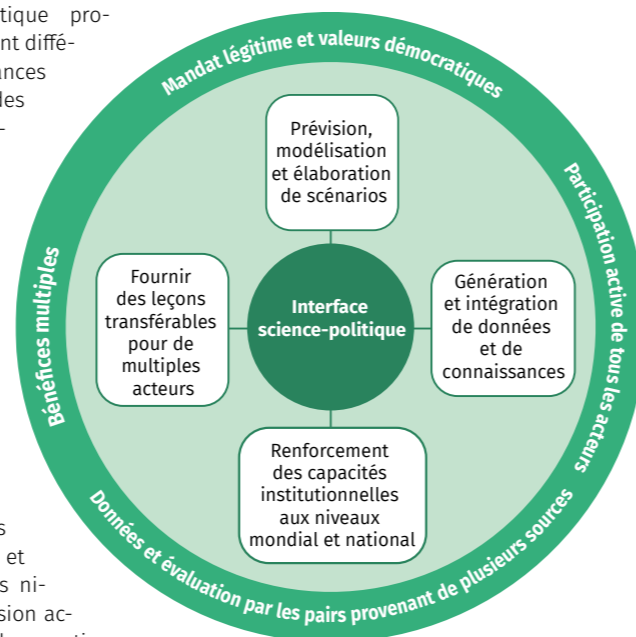 tique pro-
ent diffé-
ances
des
-
Mandat légitime et valeurs démocratiques
Participation active de tous les acteurs
Données et évaluation par les pairs provenant de plusieurs sources
Bénéfices multiples
Prévision,
modélisation
et élaboration
de scénarios
Fournir
des leçons
transférables
pour de
multiples
acteurs
Interface
science-politique
Génération
et intégration
de données
et de
connaissances
Renforcement
des capacités
institutionnelles
aux niveaux
mondial et national
s
et
s ni-
sion ac-